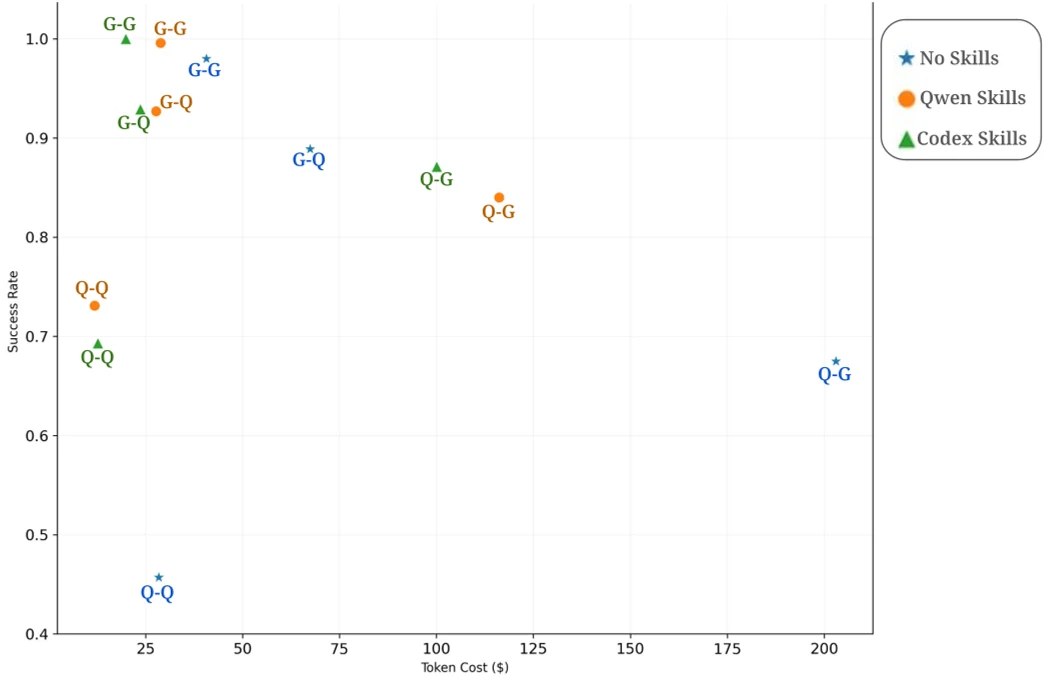 G-G
G-G
1.0
G-G
G-Q
G-Q
0.9
G-Q
Q-G
Q-G
0.8
Q-Q
0.7
Q-Q
Q-G
0.6
0.5
Q-Q
0.4
Success Rate
25 50 75 100 125 150 175 200
Token Cost ($)
No Skills
Qwen Skills
Codex Skills